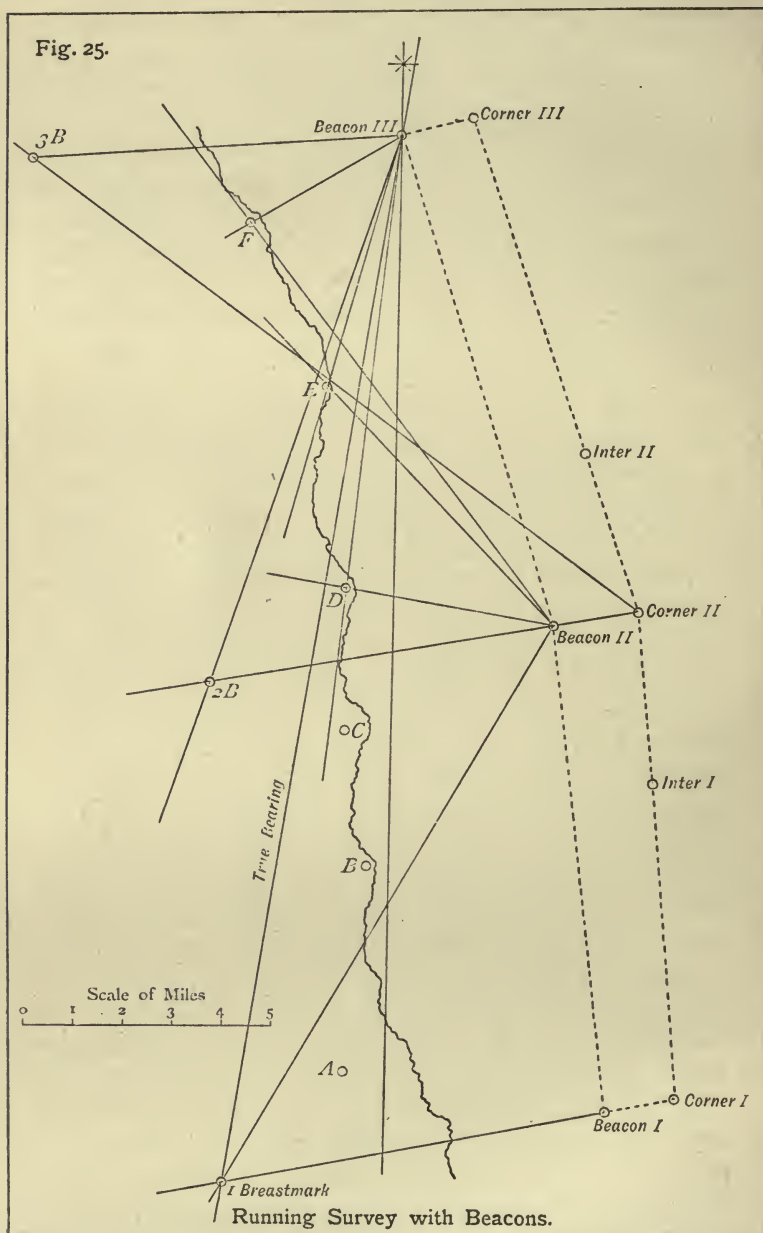 Fig. 25.
Corner III
Beacon III
3B
F
E
Inter II
D
Corner II
Beacon II
2B
C
Inter I
True Bearing
B
Scale of Miles
0 1 2 3 4 5
A
Corner I
Beacon I
1 Breastmark
Running Survey with Beacons.